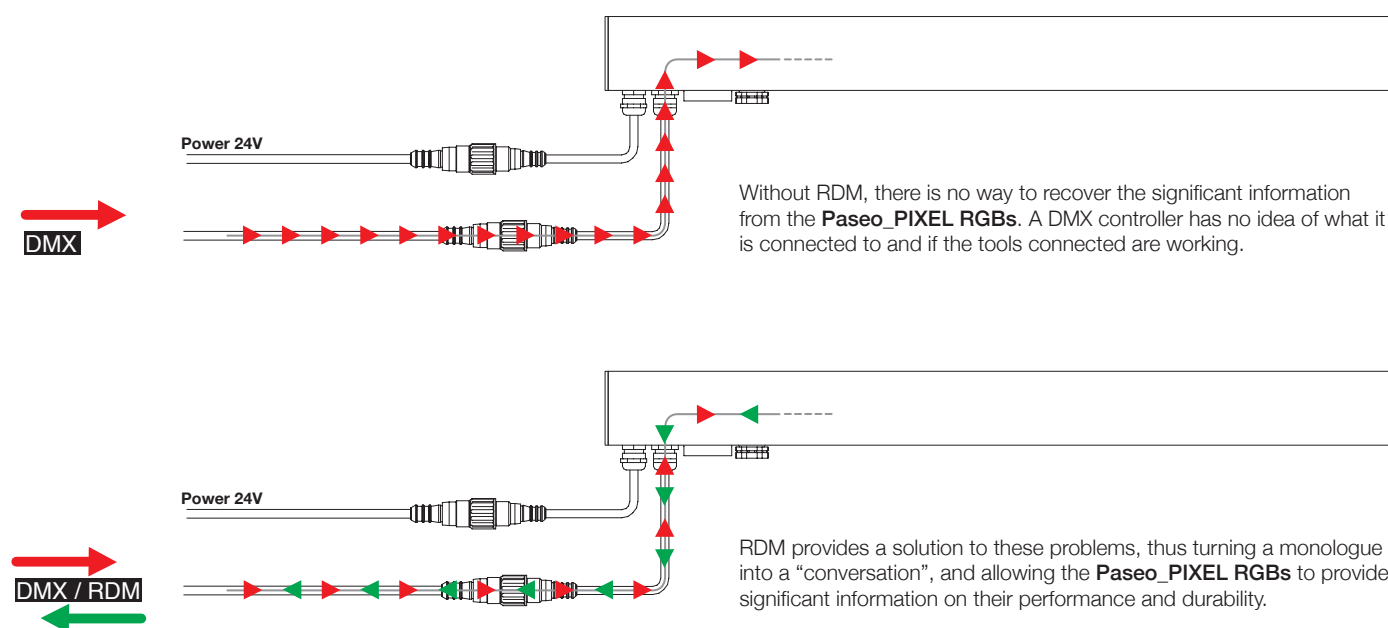 Power 24V
DMX
Without RDM, there is no way to recover the significant information
from the Paseo_PIXEL RGBs. A DMX controller has no idea of what it
is connected to and if the tools connected are working.
Power 24V
DMX / RDM
RDM provides a solution to these problems, thus turning a monologue
into a “conversation”, and allowing the Paseo_PIXEL RGBs to provide
significant information on their performance and durability.